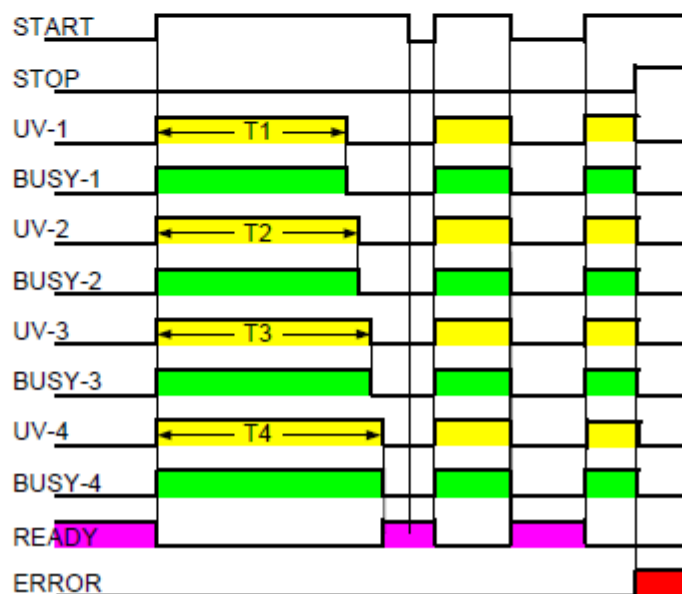 START
STOP
UV-1 T1
BUSY-1
UV-2 T2
BUSY-2
UV-3 T3
BUSY-3
UV-4 T4
BUSY-4
READY
ERROR